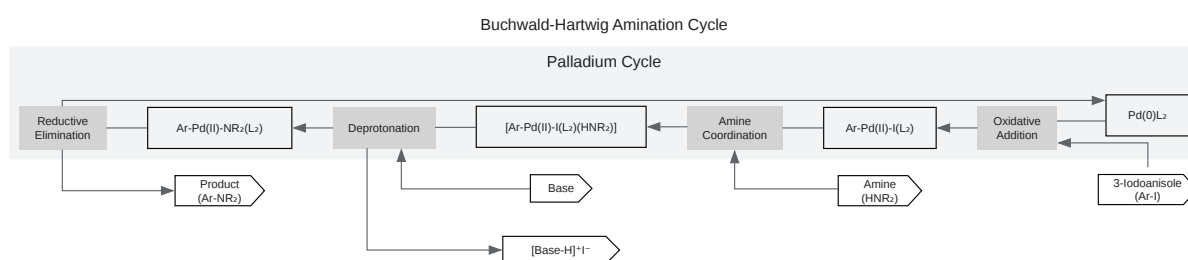 Buchwald-Hartwig Amination Cycle
Palladium Cycle
Reductive
Elimination
Ar-Pd(II)-NR₂(L₂)
Deprotonation
[Ar-Pd(II)-I(L₂)(HNR₂)]
Amine
Coordination
Ar-Pd(II)-I(L₂)
Oxidative
Addition
Pd(0)L₂
Product
(Ar-NR₂)
Base
Amine
(HNR₂)
3-Iodoanisole
(Ar-I)
[Base-H]⁺I⁻